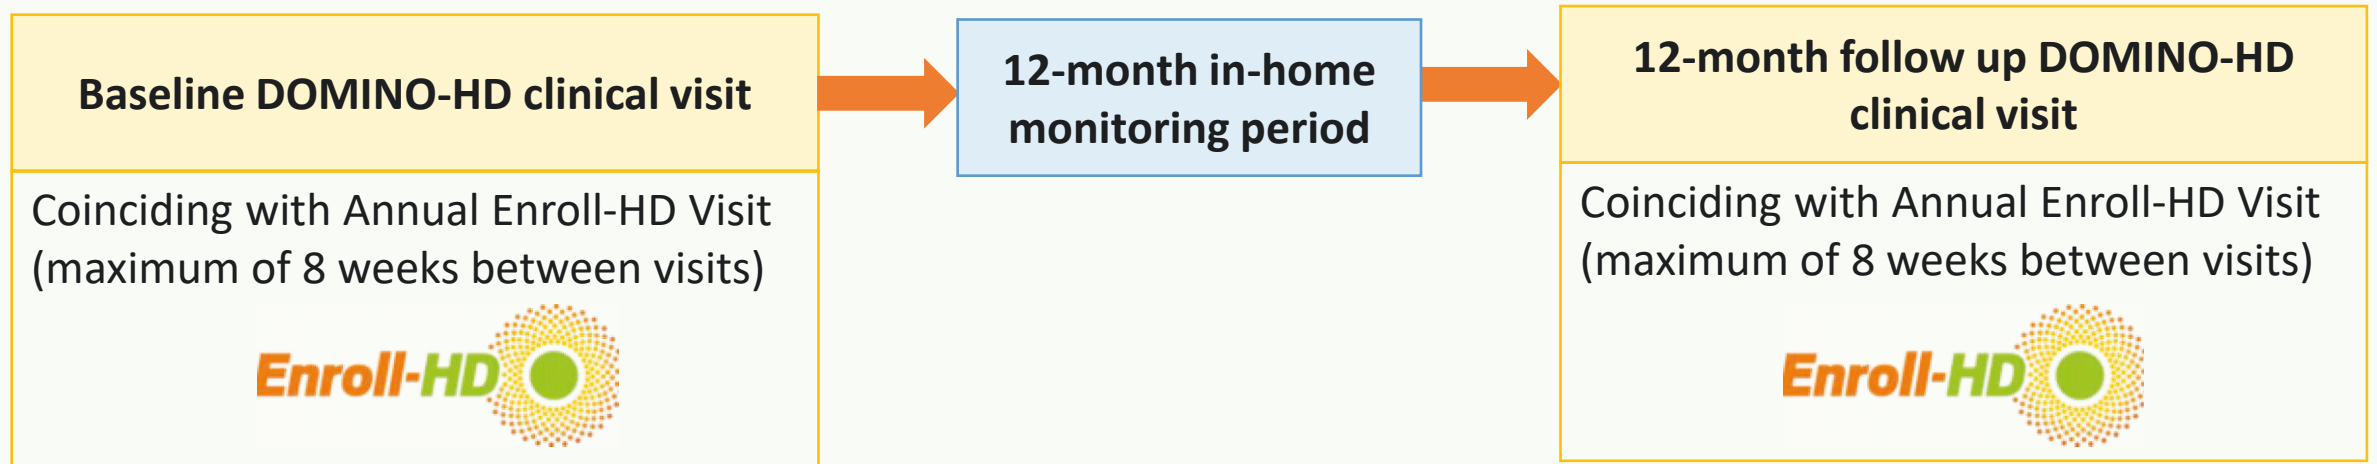 Baseline DOMINO-HD clinical visit
Coinciding with Annual Enroll-HD Visit
(maximum of 8 weeks between visits)
Enroll-HD
12-month in-home
monitoring period
12-month follow up DOMINO-HD
clinical visit
Coinciding with Annual Enroll-HD Visit
(maximum of 8 weeks between visits)
Enroll-HD